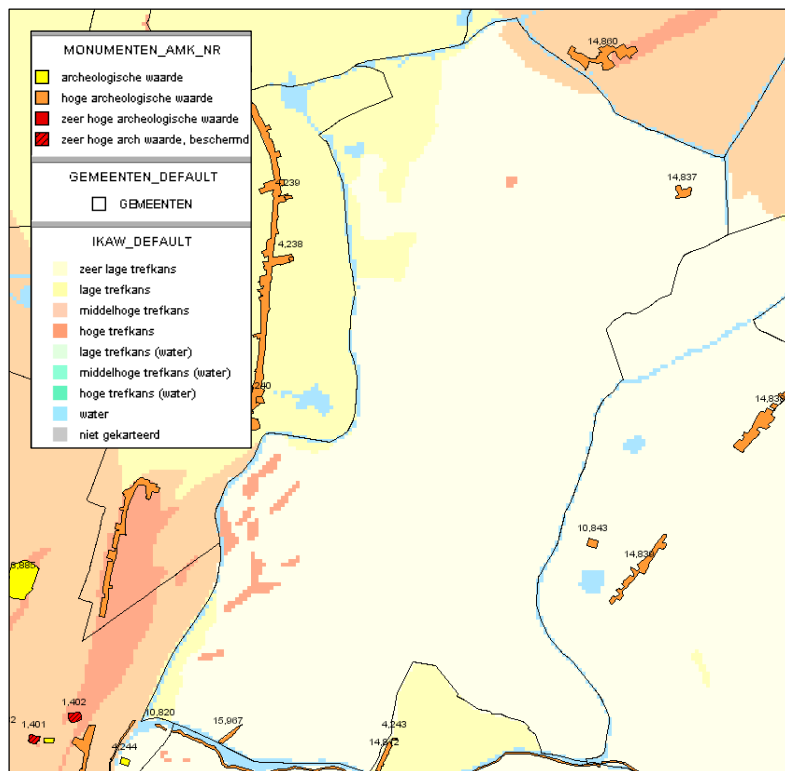 MONUMENTEN_AMK_NR
archeologische waarde
hoge archeologische waarde
zeer hoge archeologische waarde
zeer hoge arch waarde, beschermd
GEMEENTEN_DEFAULT
GEMEENTEN
IKAW_DEFAULT
zeer lage trefkans
lage trefkans
middelhoge trefkans
hoge trefkans
lage trefkans (water)
middelhoge trefkans (water)
hoge trefkans (water)
water
niet gekarteerd
14,860
4,239
14,837
4,238
10,843
1,402
1,401
10,820
15,967
4,243
4,244